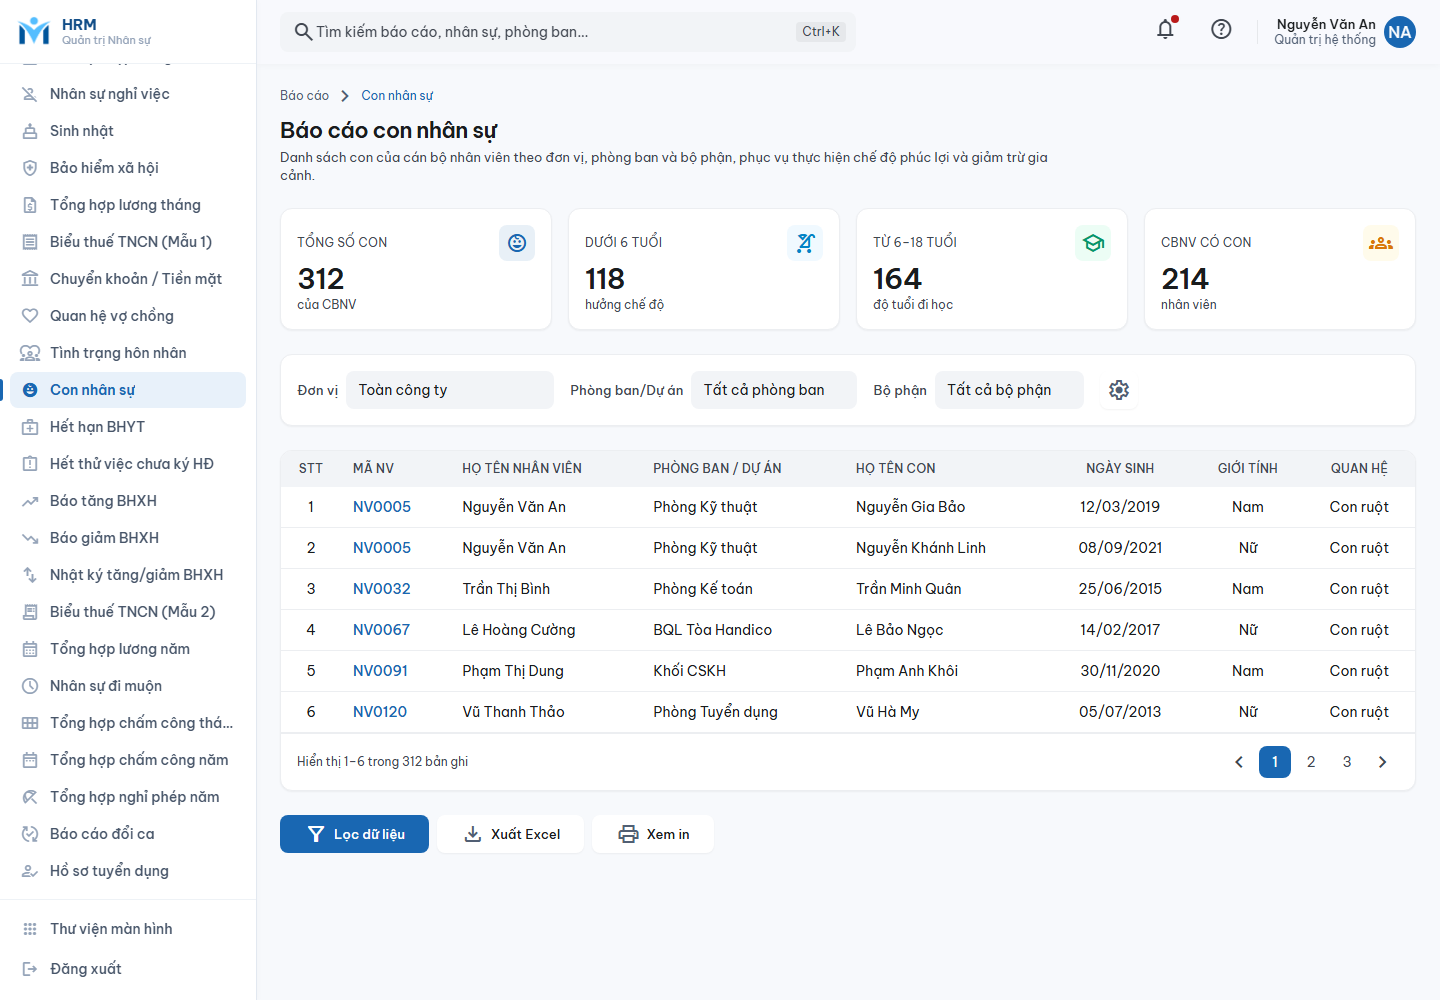 HRM
Quản trị Nhân sự
Nhân sự nghỉ việc
Sinh nhật
Bảo hiểm xã hội
Tổng hợp lương tháng
Biểu thuế TNCN (Mẫu 1)
Chuyển khoản / Tiền mặt
Quan hệ vợ chồng
Tình trạng hôn nhân
Con nhân sự
Hết hạn BHYT
Hết thử việc chưa ký HĐ
Báo tăng BHXH
Báo giảm BHXH
Nhật ký tăng/giảm BHXH
Biểu thuế TNCN (Mẫu 2)
Tổng hợp lương năm
Nhân sự đi muộn
Tổng hợp chấm công thá...
Tổng hợp chấm công năm
Tổng hợp nghỉ phép năm
Báo cáo đổi ca
Hồ sơ tuyển dụng
Thư viện màn hình
Đăng xuất
Tìm kiếm báo cáo, nhân sự, phòng ban... Ctrl+K
Nguyễn Văn An
Quản trị hệ thống
NA
Báo cáo > Con nhân sự
Báo cáo con nhân sự
Danh sách con của cán bộ nhân viên theo đơn vị, phòng ban và bộ phận, phục vụ thực hiện chế độ phúc lợi và giảm trừ gia
cảnh.
TỔNG SỐ CON
312
của CBNV
DƯỚI 6 TUỔI
118
hưởng chế độ
TỪ 6–18 TUỔI
164
độ tuổi đi học
CBNV CÓ CON
214
nhân viên
Đơn vị Toàn công ty Phòng ban/Dự án Tất cả phòng ban Bộ phận Tất cả bộ phận
STT MÃ NV HỌ TÊN NHÂN VIÊN PHÒNG BAN / DỰ ÁN HỌ TÊN CON NGÀY SINH GIỚI TÍNH QUAN HỆ
1 NV0005 Nguyễn Văn An Phòng Kỹ thuật Nguyễn Gia Bảo 12/03/2019 Nam Con ruột
2 NV0005 Nguyễn Văn An Phòng Kỹ thuật Nguyễn Khánh Linh 08/09/2021 Nữ Con ruột
3 NV0032 Trần Thị Bình Phòng Kế toán Trần Minh Quân 25/06/2015 Nam Con ruột
4 NV0067 Lê Hoàng Cường BQL Tòa Handico Lê Bảo Ngọc 14/02/2017 Nữ Con ruột
5 NV0091 Phạm Thị Dung Khối CSKH Phạm Anh Khôi 30/11/2020 Nam Con ruột
6 NV0120 Vũ Thanh Thảo Phòng Tuyển dụng Vũ Hà My 05/07/2013 Nữ Con ruột
Hiển thị 1–6 trong 312 bản ghi
1 2 3
Lọc dữ liệu Xuất Excel Xem in